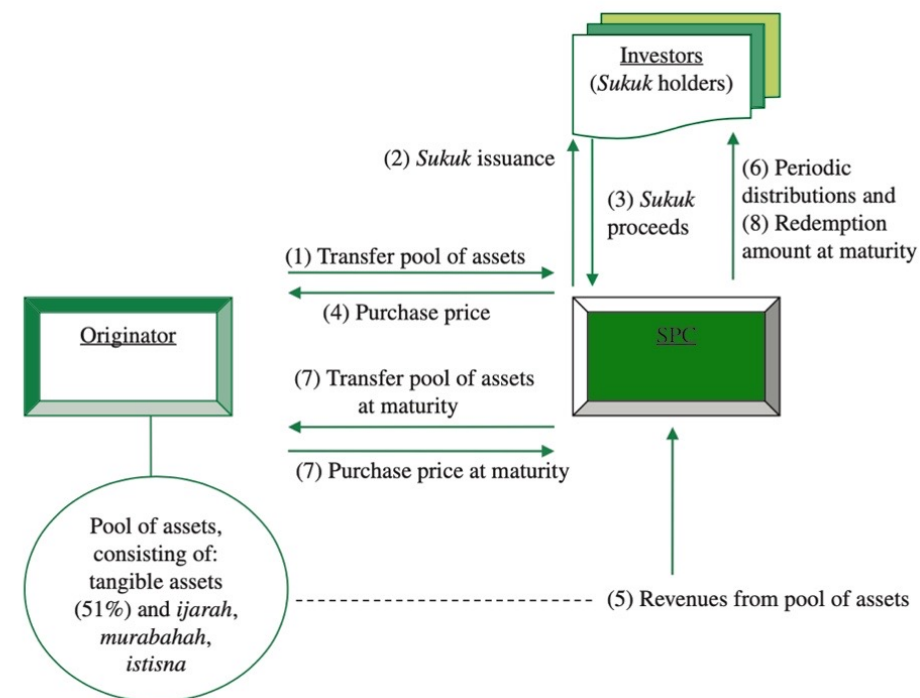 Investors
(Sukuk holders)
(2) Sukuk issuance
(3) Sukuk
proceeds
(6) Periodic
distributions and
(8) Redemption
amount at maturity
(1) Transfer pool of assets
(4) Purchase price
Originator
SPC
(7) Transfer pool of assets
at maturity
(7) Purchase price at maturity
Pool of assets,
consisting of:
tangible assets
(51%) and ijarah,
murabahah,
istisna
(5) Revenues from pool of assets